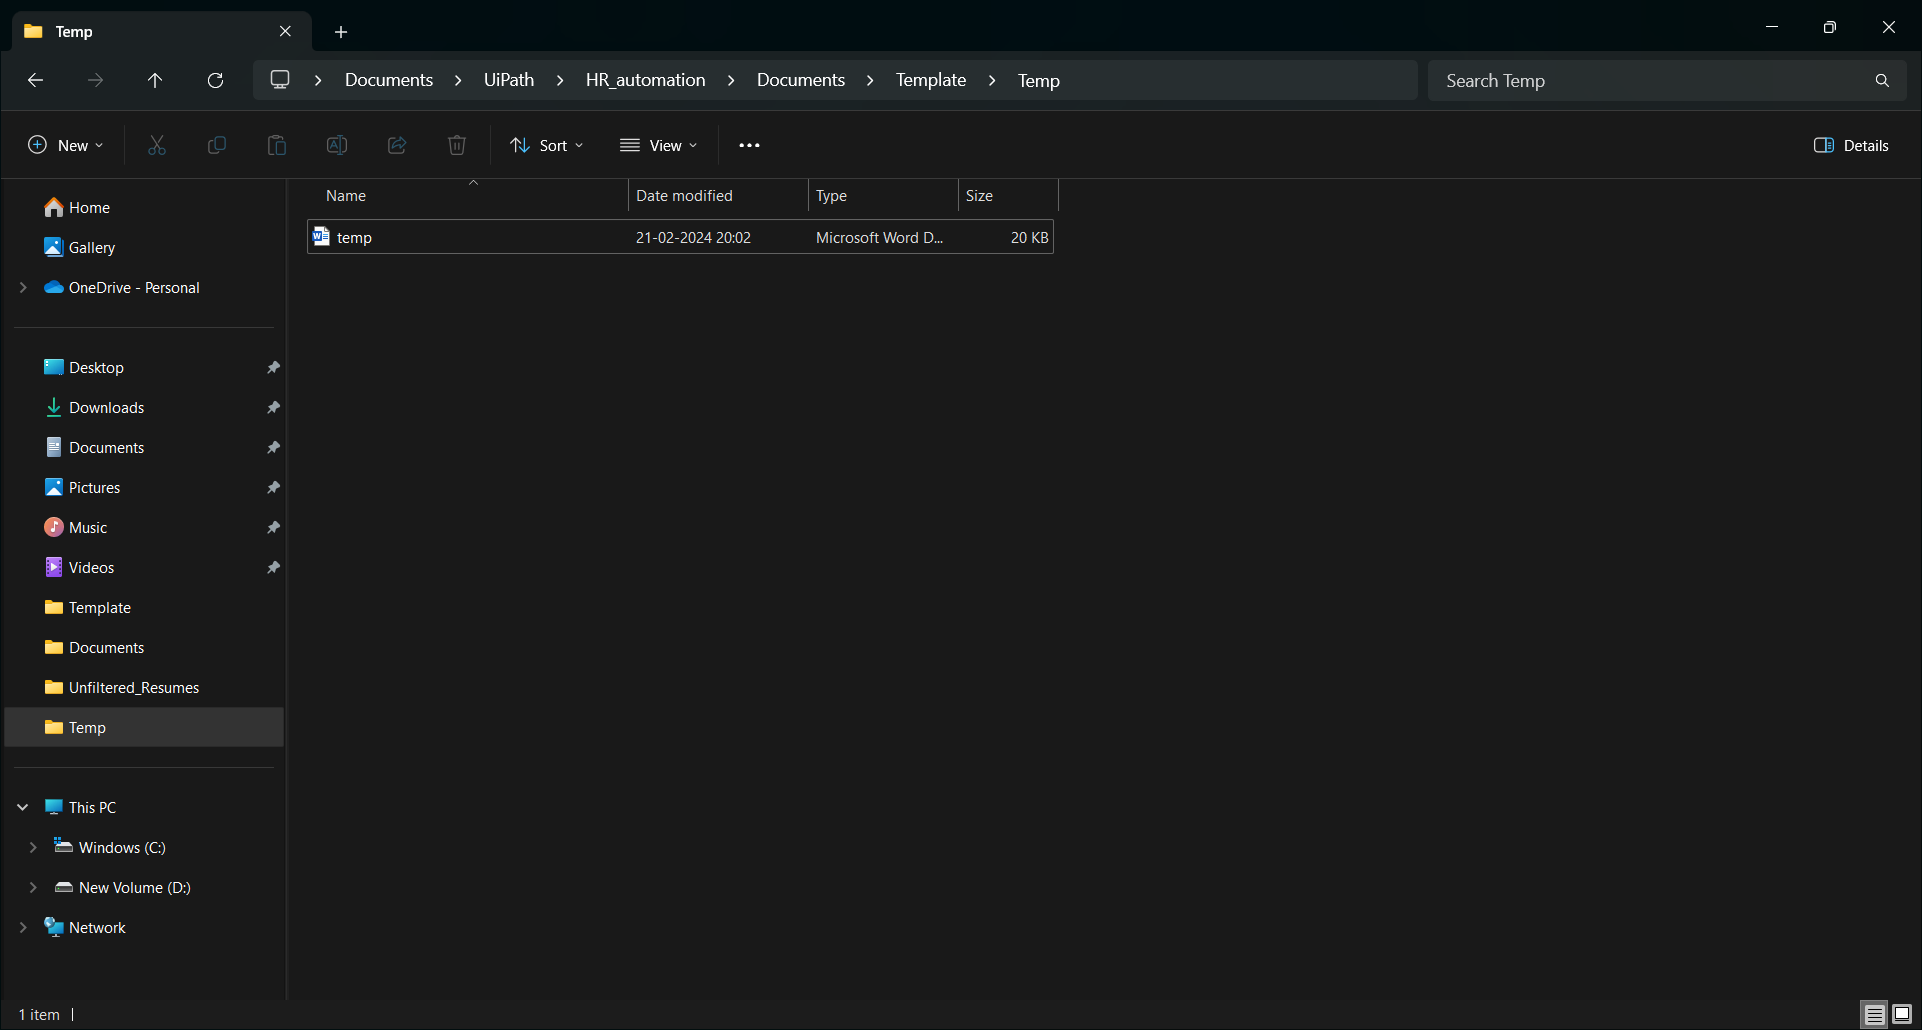 Temp
Documents > UiPath > HR_automation > Documents > Template > Temp
Search Temp
New
Sort
View
Details
Name Date modified Type Size
temp 21-02-2024 20:02 Microsoft Word D... 20 KB
Home
Gallery
OneDrive - Personal
Desktop
Downloads
Documents
Pictures
Music
Videos
Template
Documents
Unfiltered_Resumes
Temp
This PC
Windows (C:)
New Volume (D:)
Network
1 item